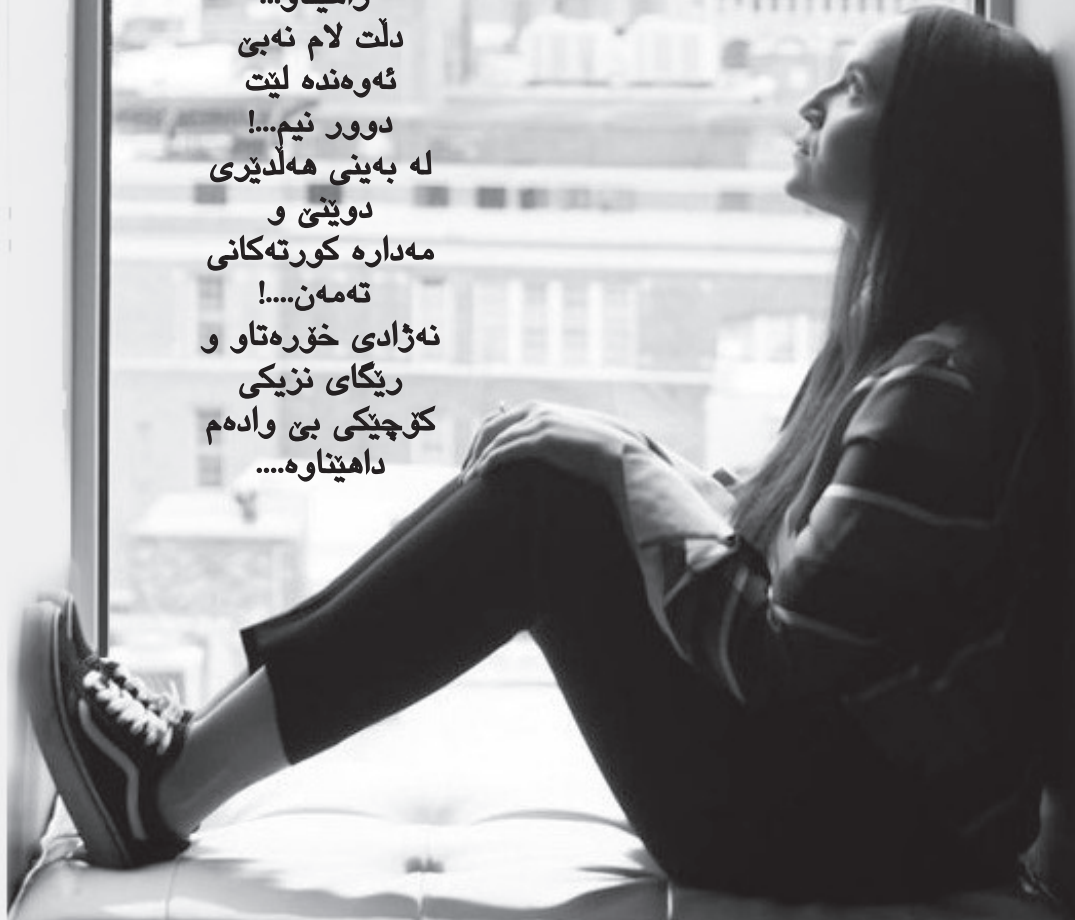 دڵت لام نەبێ
ئەوەندە لێت
دوور نیم...!
لە بەینی هەڵدێری
دوێنێ و
مەدارە کورتەکانی
تەمەن....!
نەژادی خۆرەتاو و
رێگای نزیکی
کۆچێکی بێ وادەم
داهێناوە....